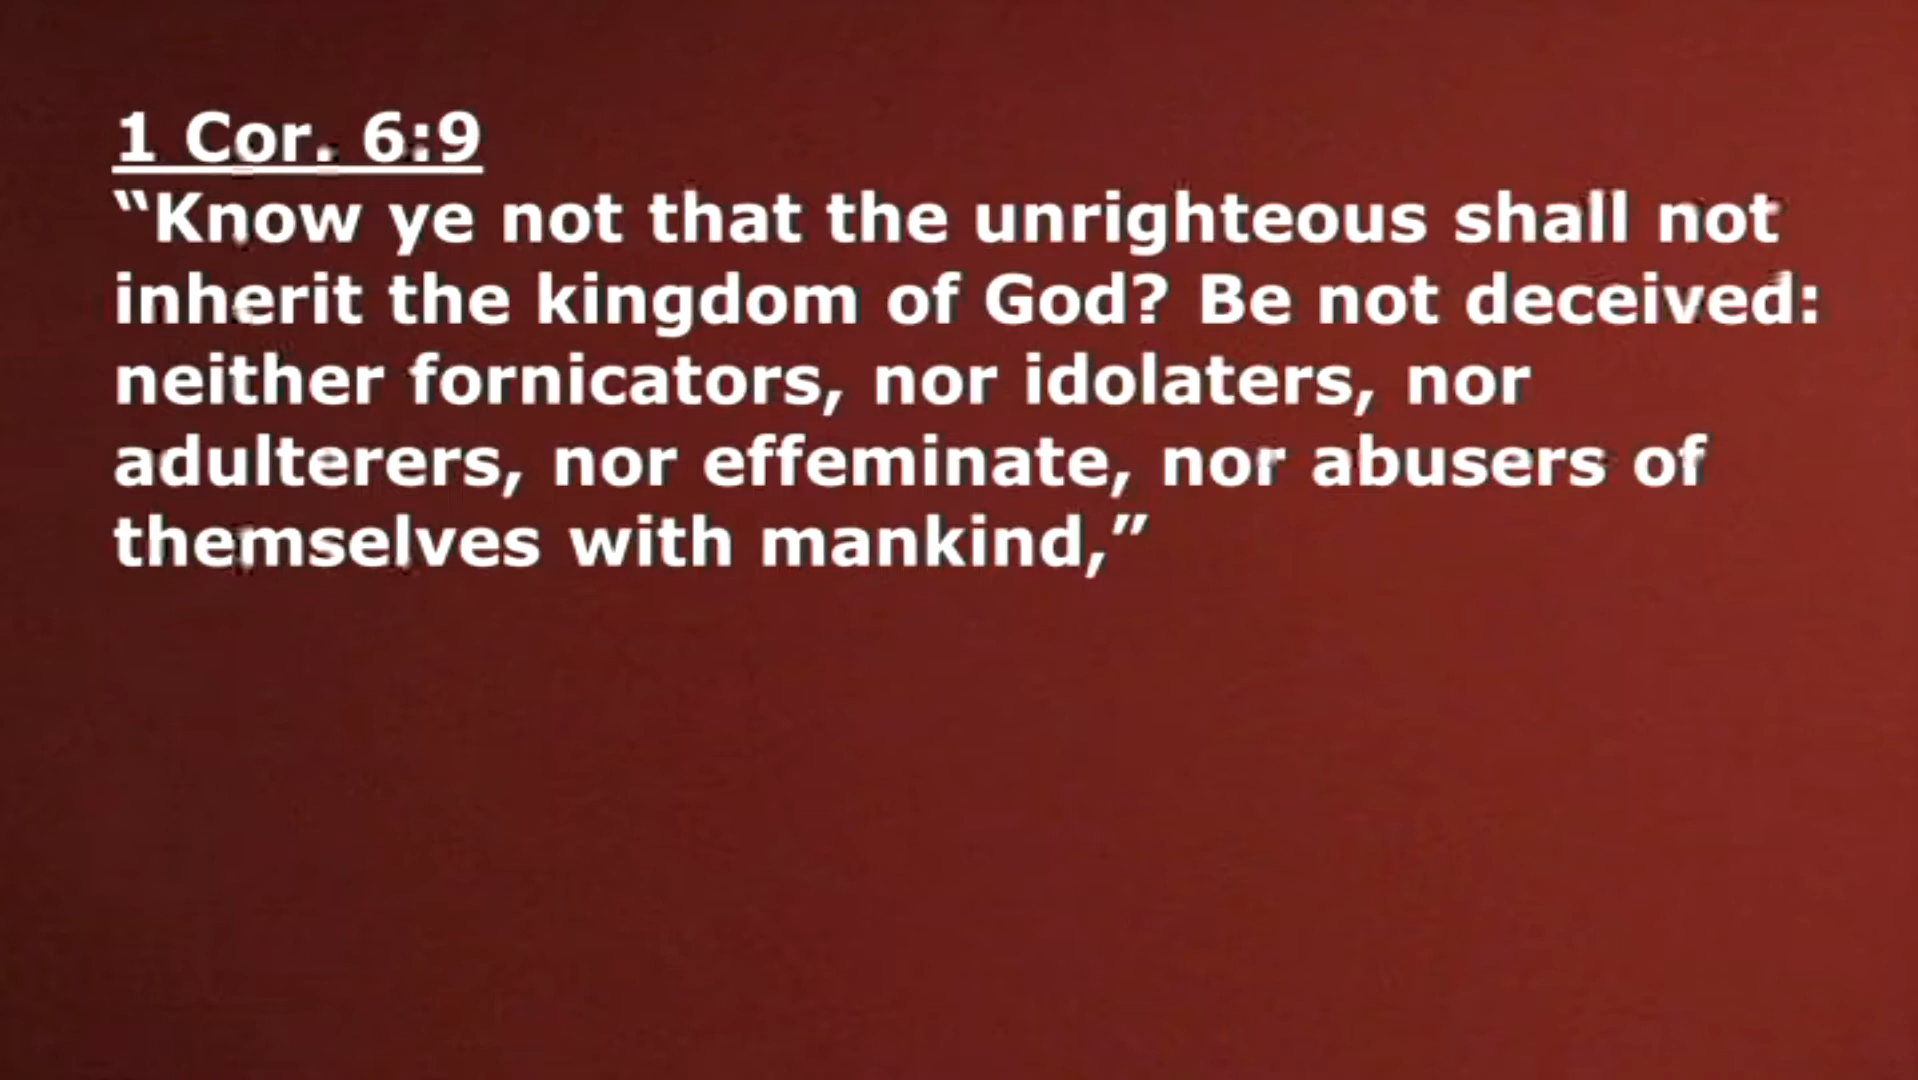 1 Cor. 6:9
“Know ye not that the unrighteous shall not
inherit the kingdom of God? Be not deceived:
neither fornicators, nor idolaters, nor
adulterers, nor effeminate, nor abusers of
themselves with mankind,”